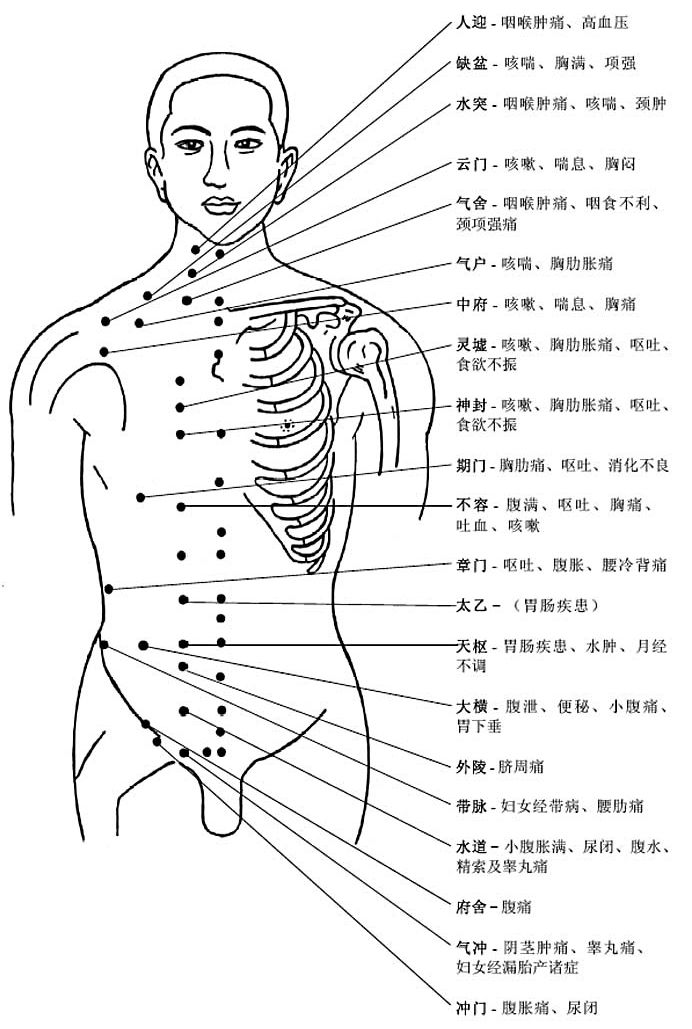 人迎 - 咽喉肿痛、高血压
缺盆 - 咳喘、胸满、项强
水突 - 咽喉肿痛、咳喘、颈肿
云门 - 咳嗽、喘息、胸闷
气舍 - 咽喉肿痛、咽食不利、
颈项强痛
气户 - 咳喘、胸肋胀痛
中府 - 咳嗽、喘息、胸痛
灵墟 - 咳嗽、胸肋胀痛、呕吐、
食欲不振
神封 - 咳嗽、胸肋胀痛、呕吐、
食欲不振
期门 - 胸肋痛、呕吐、消化不良
不容 - 腹满、呕吐、胸痛、
吐血、咳嗽
章门 - 呕吐、腹胀、腰冷背痛
太乙 - （胃肠疾患）
天枢 - 胃肠疾患、水肿、月经
不调
大横 - 腹泄、便秘、小腹痛、
胃下垂
外陵 - 脐周痛
带脉 - 妇女经带病、腰肋痛
水道 - 小腹胀满、尿闭、腹水、
精索及睾丸痛
府舍 - 腹痛
气冲 - 阴茎肿痛、睾丸痛、
妇女经漏胎产诸症
冲门 - 腹胀痛、尿闭